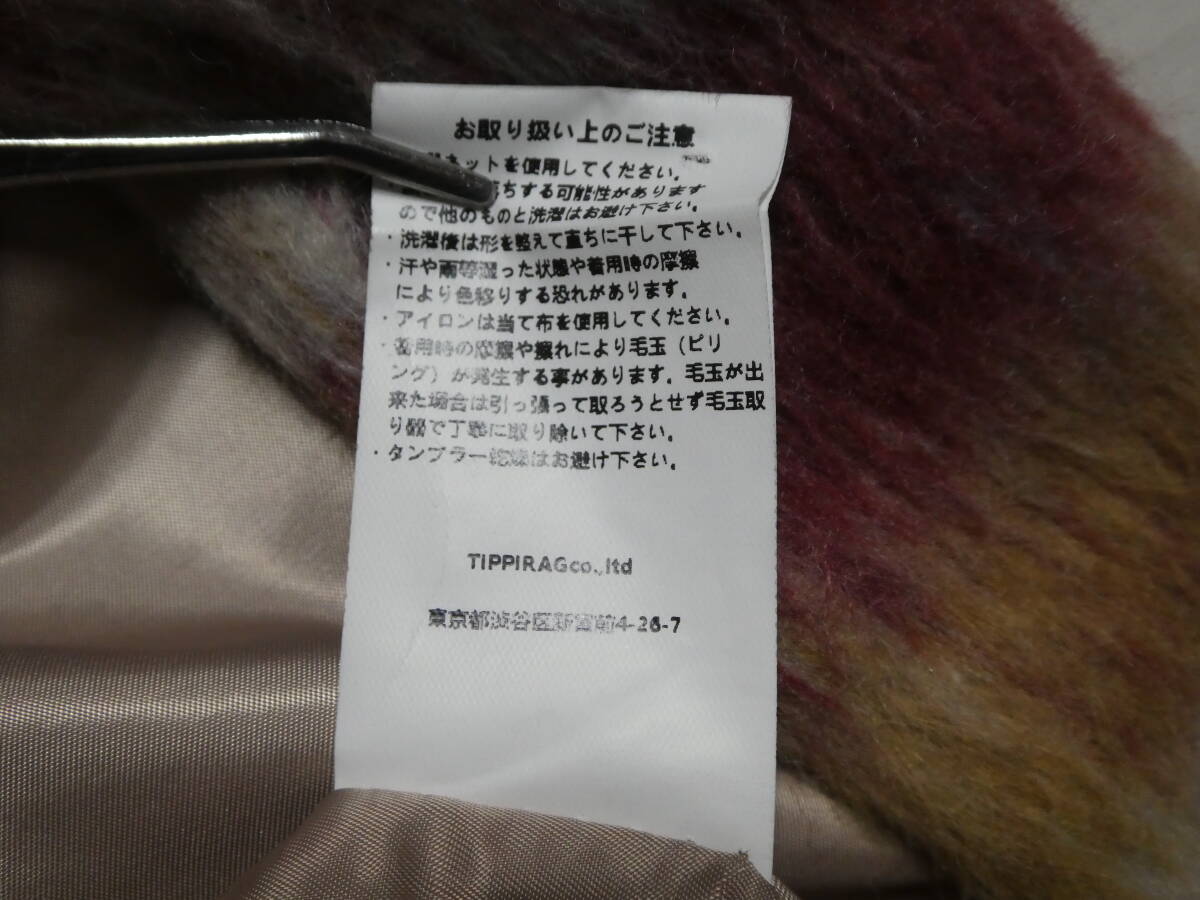 お取り扱い上のご注意
ネットを使用してください。
落ちする可能性があります
ので他のものと洗濯はお避け下さい。
・洗濯後は形を整えて直ちに干して下さい。
・汗や雨等湿った状態や着用時の摩擦
により色移りする恐れがあります。
・アイロンは当て布を使用してください。
・着用時の摩擦や擦れにより毛玉（ピリ
ング）が発生する事があります。毛玉が出
来た場合は引っ張って取ろうとせず毛玉取
り器で丁寧に取り除いて下さい。
・タンブラー乾燥はお避け下さい。
TIPPIRAGco.,ltd
東京都渋谷区神宮前4-26-7